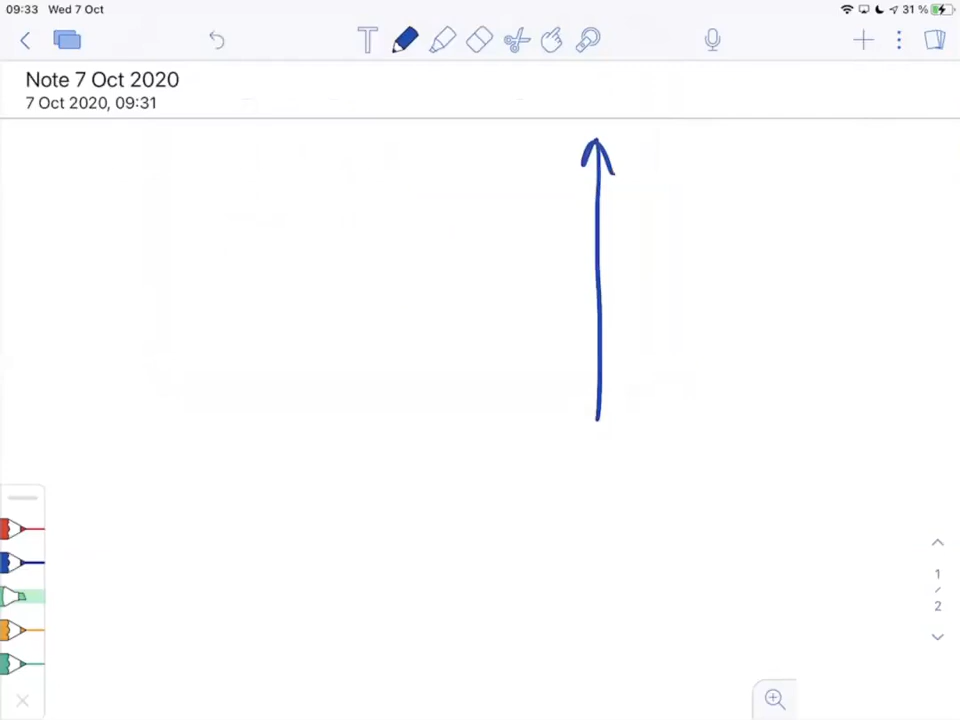 09:33 Wed 7 Oct
31 %
T
Note 7 Oct 2020
7 Oct 2020, 09:31
1
/
2